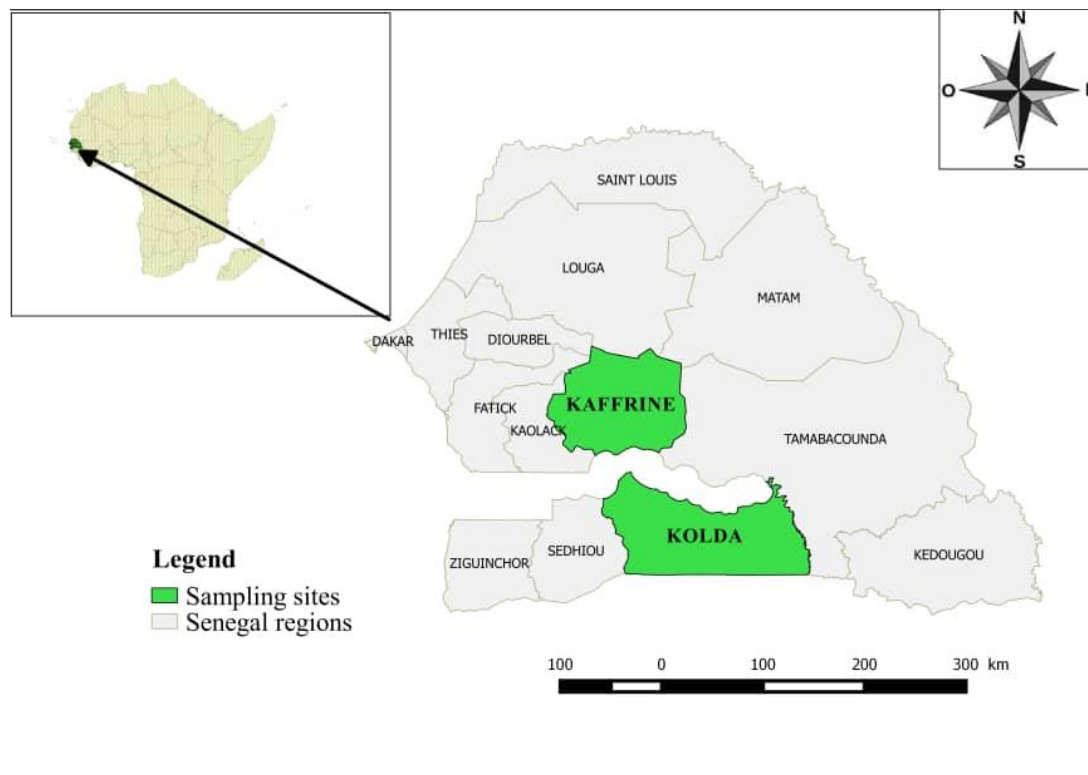 N
O
S
SAINT LOUIS
LOUGA
MATAM
DAKAR
THIES
DIOURBEL
FATICK
KAOLACK
KAFFRINE
TAMABACOUNDA
ZIGUINCHOR
SEDHIOU
KOLDA
KEDOUGOU
Legend
Sampling sites
Senegal regions
100 0 100 200 300 km